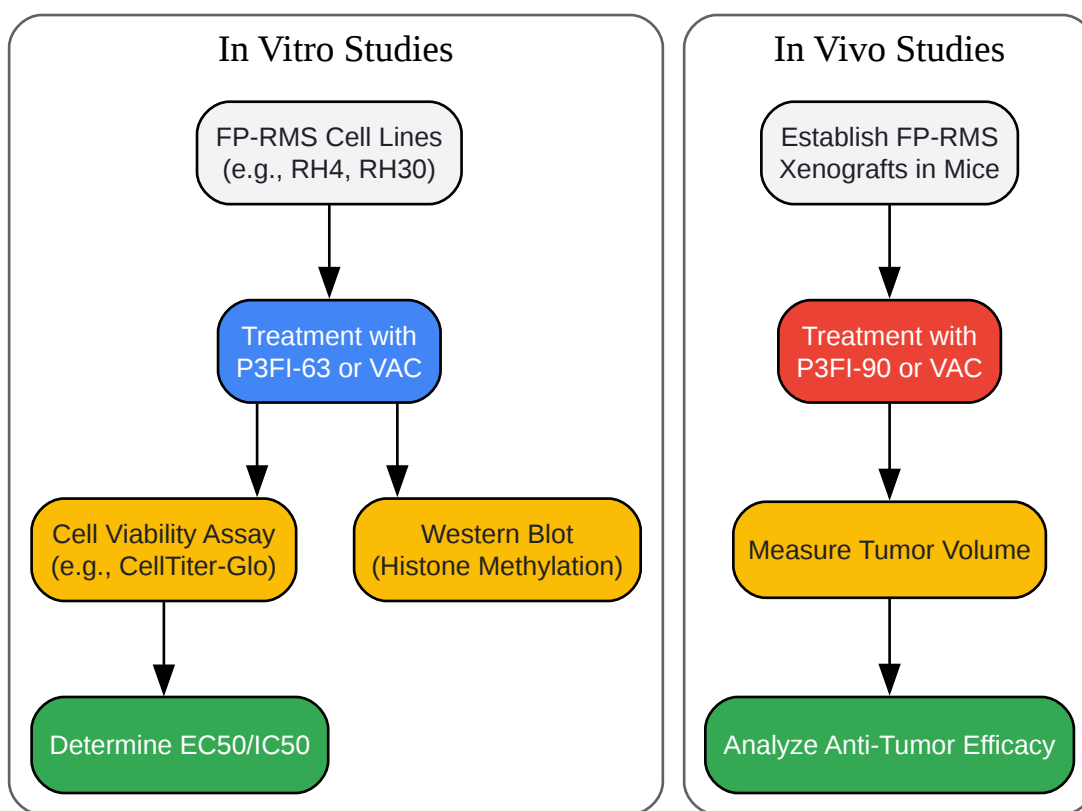 In Vitro Studies
FP-RMS Cell Lines
(e.g., RH4, RH30)
Treatment with
P3FI-63 or VAC
Cell Viability Assay
(e.g., CellTiter-Glo)
Western Blot
(Histone Methylation)
Determine EC50/IC50
In Vivo Studies
Establish FP-RMS
Xenografts in Mice
Treatment with
P3FI-90 or VAC
Measure Tumor Volume
Analyze Anti-Tumor Efficacy